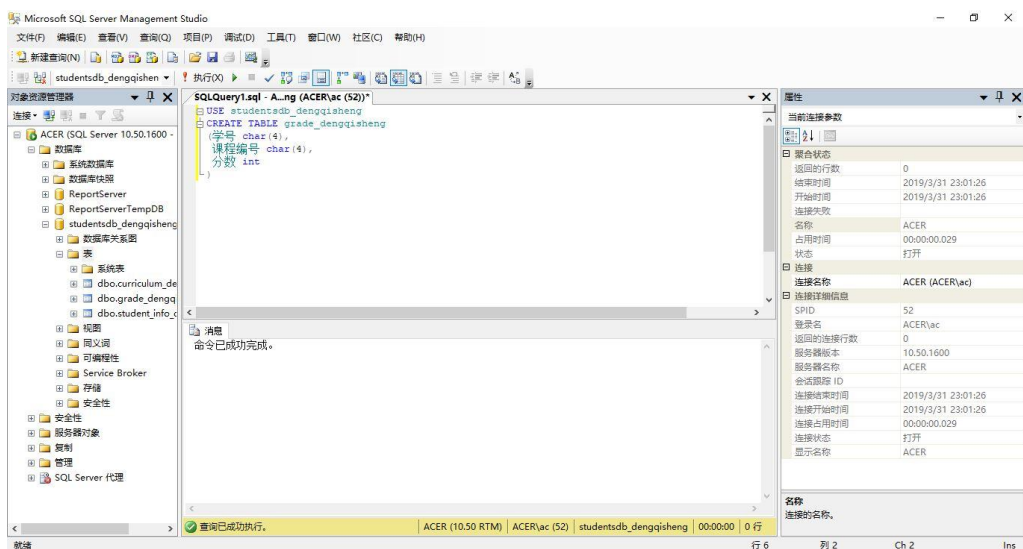 Microsoft SQL Server Management Studio
文件(F) 编辑(E) 查看(V) 查询(Q) 项目(P) 调试(D) 工具(T) 窗口(W) 社区(C) 帮助(H)
新建查询(N)
studentsdb_dengqishen 执行(X)
对象资源管理器
连接
ACER (SQL Server 10.50.1600 -
数据库
系统数据库
数据库快照
ReportServer
ReportServerTempDB
studentsdb_dengqisheng
数据库关系图
表
系统表
dbo.curriculum_de
dbo.grade_dengq
dbo.student_info_c
视图
同义词
可编程性
Service Broker
存储
安全性
安全性
服务器对象
复制
管理
SQL Server 代理
SQLQuery1.sql - A...ng (ACER\ac (52))*
USE studentsdb_dengqisheng
CREATE TABLE grade_dengqisheng
(学号 char(4),
课程编号 char(4),
分数 int
)
消息
命令已成功完成。
查询已成功执行。 ACER (10.50 RTM) ACER\ac (52) studentsdb_dengqisheng 00:00:00 0 行
属性
当前连接参数
聚合状态
返回的行数 0
结束时间 2019/3/31 23:01:26
开始时间 2019/3/31 23:01:26
连接失败
名称 ACER
占用时间 00:00:00.029
状态 打开
连接
连接名称 ACER (ACER\ac)
连接详细信息
SPID 52
登录名 ACER\ac
返回的连接行数 0
服务器版本 10.50.1600
服务器名称 ACER
会话跟踪 ID
连接结束时间 2019/3/31 23:01:26
连接开始时间 2019/3/31 23:01:26
连接占用时间 00:00:00.029
连接状态 打开
显示名称 ACER
名称
连接的名称。
就绪 行 6 列 2 Ch 2 Ins